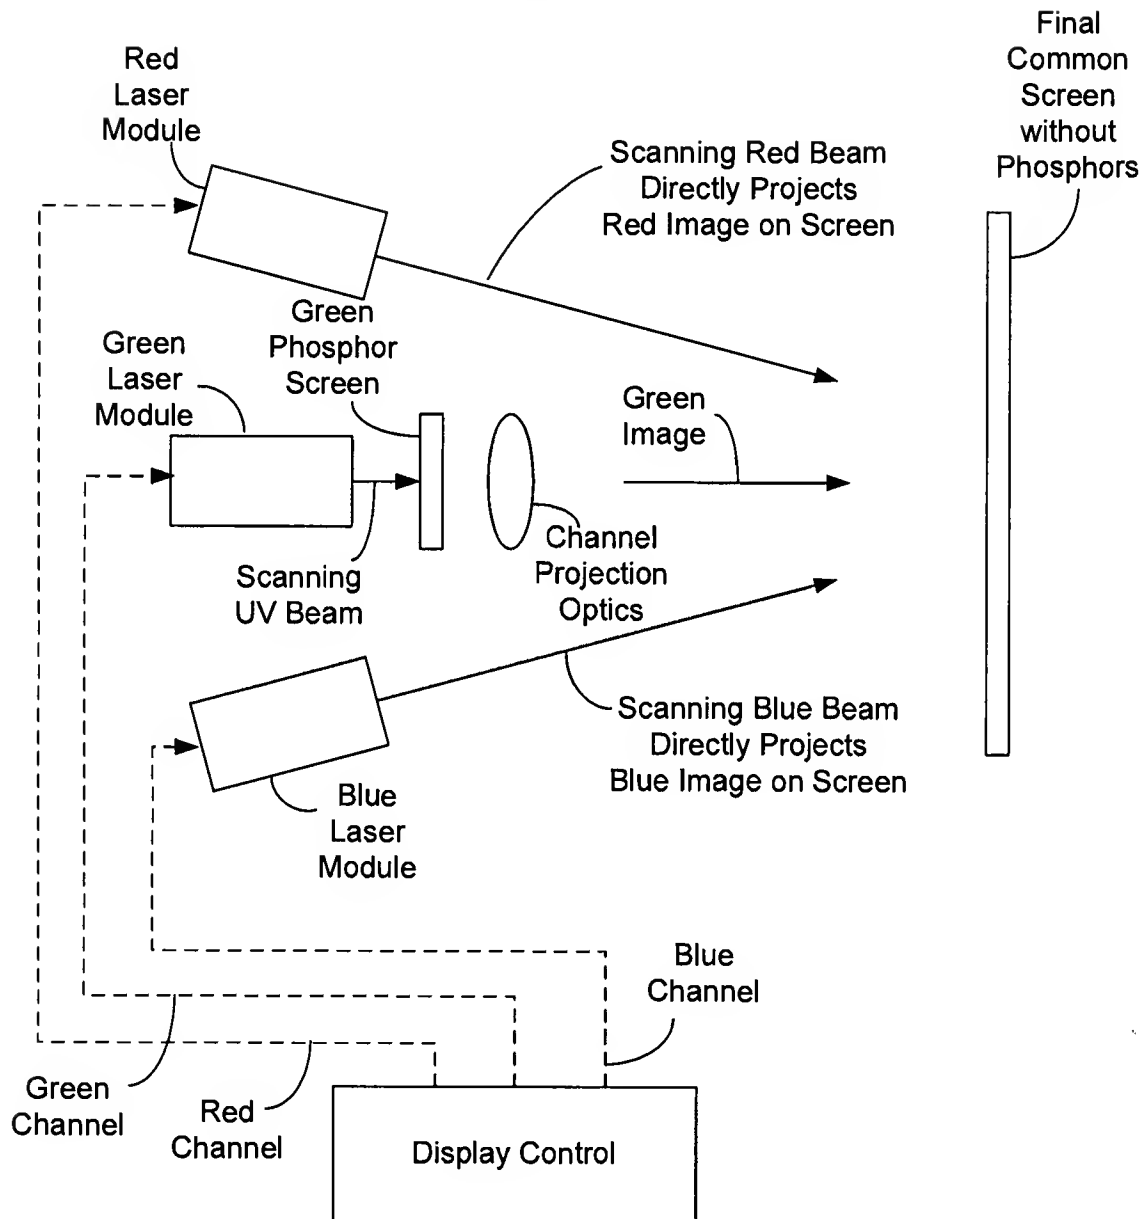 Final
Common
Screen
without
Phosphors
Red
Laser
Module
Scanning Red Beam
Directly Projects
Red Image on Screen
Green
Phosphor
Screen
Green
Laser
Module
Green
Image
Scanning
UV Beam
Channel
Projection
Optics
Scanning Blue Beam
Directly Projects
Blue Image on Screen
Blue
Laser
Module
Blue
Channel
Green
Channel
Red
Channel
Display Control